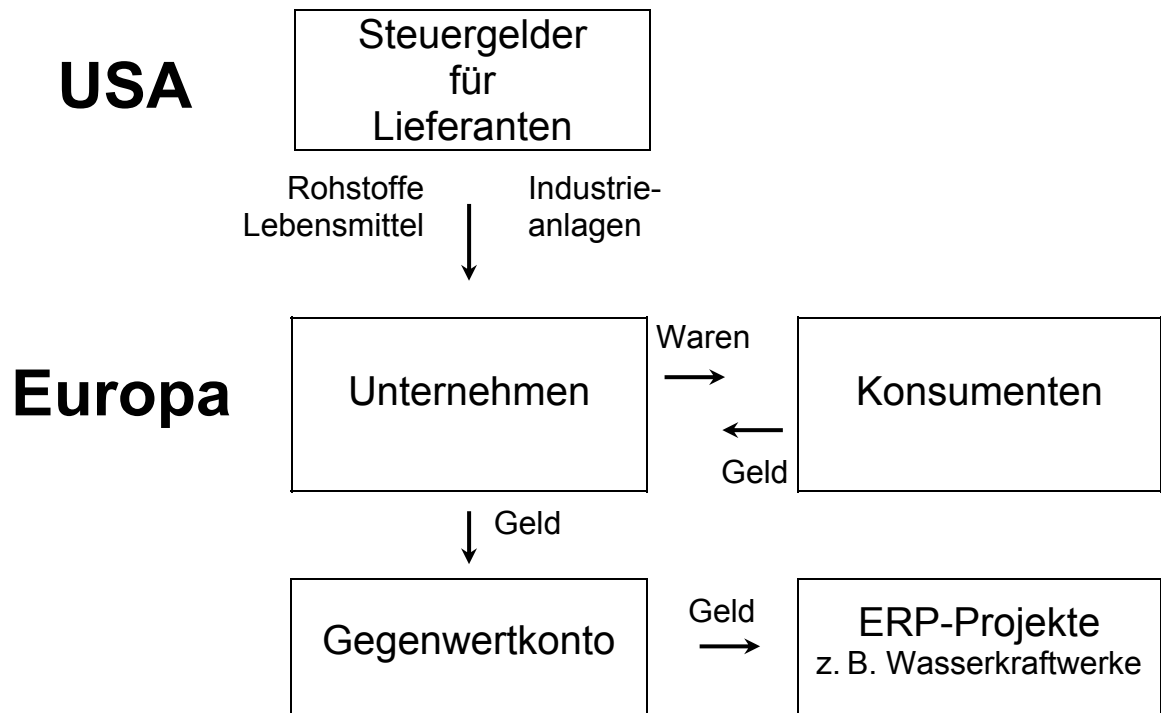 USA
Steuergelder
für
Lieferanten
Rohstoffe
Lebensmittel
Industrie-
anlagen
Europa
Unternehmen
Waren
Geld
Konsumenten
Geld
Gegenwertkonto
Geld
ERP-Projekte
z. B. Wasserkraftwerke